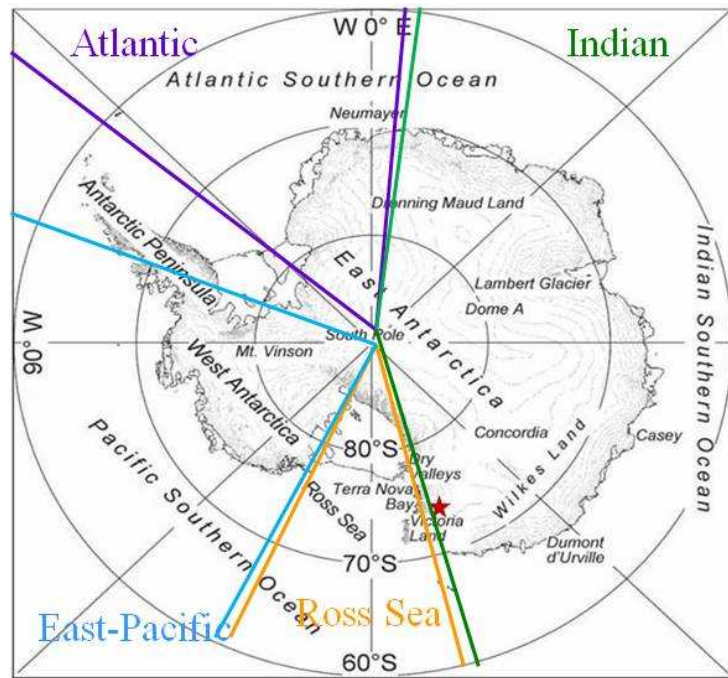 W 0° E
Atlantic
Indian
Atlantic Southern Ocean
Neumayer
Antarctic Peninsula
Dronning Maud Land
East Antarctica
Lambert Glacier
Dome A
Indian Southern Ocean
90° W
South Pole
Mt. Vinson
West Antarctica
Concordia
Casey
Wilkes Land
80°S
Dry
Valleys
Terra Nova
Bay
Victoria
Land
Ross Sea
Pacific Southern Ocean
Dumont
d'Urville
70°S
East-Pacific
Ross Sea
60°S